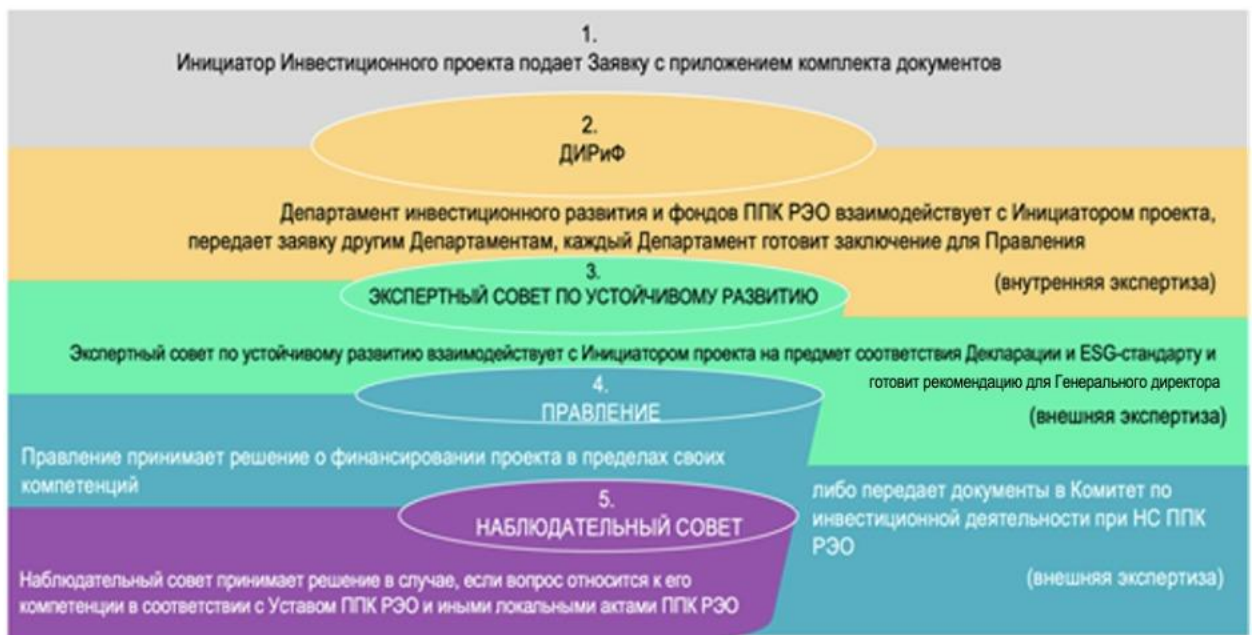 1.
Инициатор Инвестиционного проекта подает Заявку с приложением комплекта документов
2.
ДИРиФ
Департамент инвестиционного развития и фондов ППК РЭО взаимодействует с Инициатором проекта,
передает заявку другим Департаментам, каждый Департамент готовит заключение для Правления
(внутренняя экспертиза)
3.
ЭКСПЕРТНЫЙ СОВЕТ ПО УСТОЙЧИВОМУ РАЗВИТИЮ
Экспертный совет по устойчивому развитию взаимодействует с Инициатором проекта на предмет соответствия Декларации и ESG-стандарту и
готовит рекомендацию для Генерального директора
(внешняя экспертиза)
4.
ПРАВЛЕНИЕ
Правление принимает решение о финансировании проекта в пределах своих
компетенций
либо передает документы в Комитет по
инвестиционной деятельности при НС ППК
РЭО
(внешняя экспертиза)
5.
НАБЛЮДАТЕЛЬНЫЙ СОВЕТ
Наблюдательный совет принимает решение в случае, если вопрос относится к его
компетенции в соответствии с Уставом ППК РЭО и иными локальными актами ППК РЭО